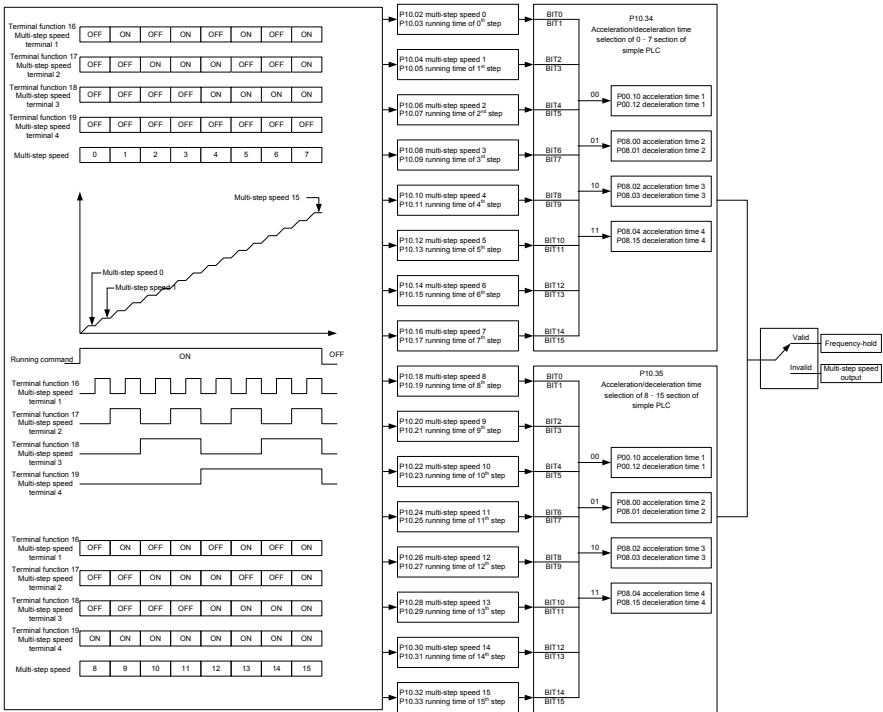 Terminal function 16
Multi-step speed
terminal 1
OFF ON OFF ON OFF ON OFF ON
Terminal function 17
Multi-step speed
terminal 2
OFF OFF ON ON OFF OFF ON ON
Terminal function 18
Multi-step speed
terminal 3
OFF OFF OFF OFF ON ON ON ON
Terminal function 19
Multi-step speed
terminal 4
OFF OFF OFF OFF OFF OFF OFF OFF
Multi-step speed
0 1 2 3 4 5 6 7
Multi-step speed 15
Multi-step speed 0
Multi-step speed 1
Running command
ON
OFF
Terminal function 16
Multi-step speed
terminal 1
Terminal function 17
Multi-step speed
terminal 2
Terminal function 18
Multi-step speed
terminal 3
Terminal function 19
Multi-step speed
terminal 4
Terminal function 16
Multi-step speed
terminal 1
OFF ON OFF ON OFF ON OFF ON
Terminal function 17
Multi-step speed
terminal 2
OFF OFF ON ON OFF OFF ON ON
Terminal function 18
Multi-step speed
terminal 3
OFF OFF OFF OFF ON ON ON ON
Terminal function 19
Multi-step speed
terminal 4
ON ON ON ON ON ON ON ON
Multi-step speed
8 9 10 11 12 13 14 15
P10.02 multi-step speed 0
P10.03 running time of 0th step
P10.04 multi-step speed 1
P10.05 running time of 1st step
P10.06 multi-step speed 2
P10.07 running time of 2nd step
P10.08 multi-step speed 3
P10.09 running time of 3rd step
P10.10 multi-step speed 4
P10.11 running time of 4th step
P10.12 multi-step speed 5
P10.13 running time of 5th step
P10.14 multi-step speed 6
P10.15 running time of 6th step
P10.16 multi-step speed 7
P10.17 running time of 7th step
P10.18 multi-step speed 8
P10.19 running time of 8th step
P10.20 multi-step speed 9
P10.21 running time of 9th step
P10.22 multi-step speed 10
P10.23 running time of 10th step
P10.24 multi-step speed 11
P10.25 running time of 11th step
P10.26 multi-step speed 12
P10.27 running time of 12th step
P10.28 multi-step speed 13
P10.29 running time of 13th step
P10.30 multi-step speed 14
P10.31 running time of 14th step
P10.32 multi-step speed 15
P10.33 running time of 15th step
BIT0
BIT1
BIT2
BIT3
BIT4
BIT5
BIT6
BIT7
BIT8
BIT9
BIT10
BIT11
BIT12
BIT13
BIT14
BIT15
P10.34
Acceleration/deceleration time
selection of 0 - 7 section of
simple PLC
00
P00.10 acceleration time 1
P00.12 deceleration time 1
01
P08.00 acceleration time 2
P08.01 deceleration time 2
10
P08.02 acceleration time 3
P08.03 deceleration time 3
11
P08.04 acceleration time 4
P08.15 deceleration time 4
BIT0
BIT1
BIT2
BIT3
BIT4
BIT5
BIT6
BIT7
BIT8
BIT9
BIT10
BIT11
BIT12
BIT13
BIT14
BIT15
P10.35
Acceleration/deceleration time
selection of 8 - 15 section of
simple PLC
00
P00.10 acceleration time 1
P00.12 deceleration time 1
01
P08.00 acceleration time 2
P08.01 deceleration time 2
10
P08.02 acceleration time 3
P08.03 deceleration time 3
11
P08.04 acceleration time 4
P08.15 deceleration time 4
Valid
Frequency-hold
Invalid
Multi-step speed
output